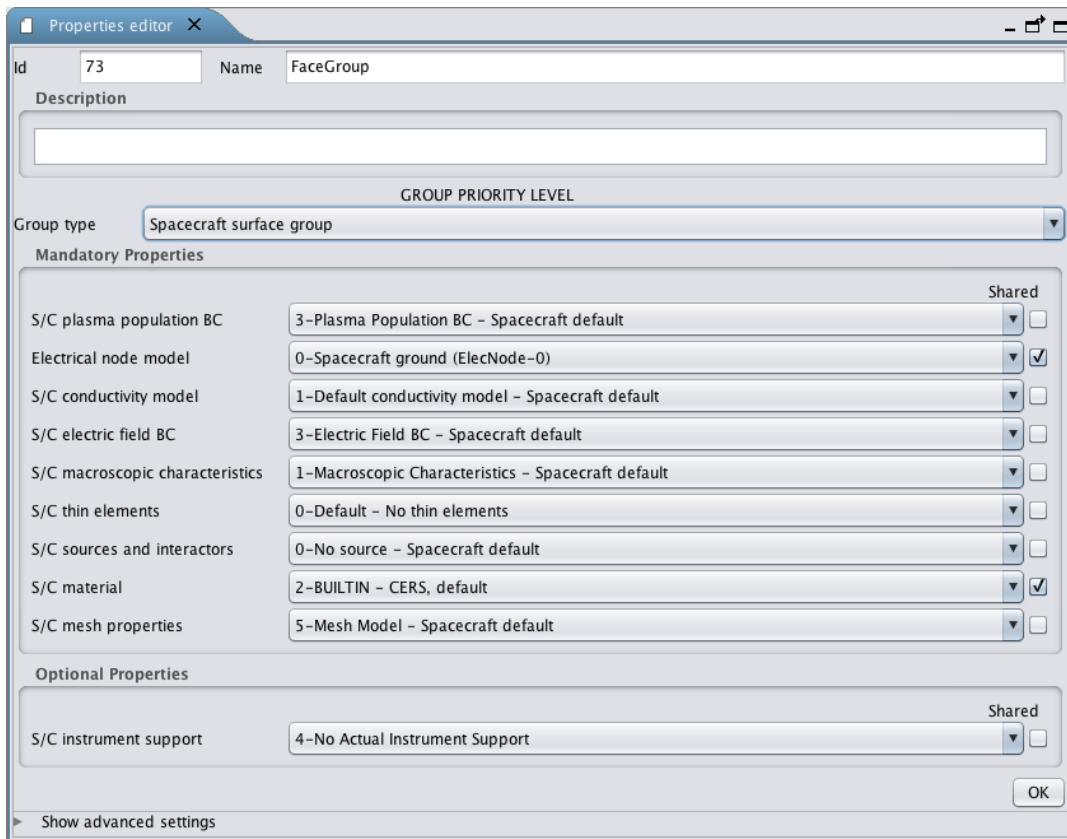 Properties editor
Id 73 Name FaceGroup
Description
GROUP PRIORITY LEVEL
Group type Spacecraft surface group
Mandatory Properties
Shared
S/C plasma population BC 3-Plasma Population BC - Spacecraft default
Electrical node model 0-Spacecraft ground (ElecNode-0)
S/C conductivity model 1-Default conductivity model - Spacecraft default
S/C electric field BC 3-Electric Field BC - Spacecraft default
S/C macroscopic characteristics 1-Macroscopic Characteristics - Spacecraft default
S/C thin elements 0-Default - No thin elements
S/C sources and interactors 0-No source - Spacecraft default
S/C material 2-BUILTIN - CERS, default
S/C mesh properties 5-Mesh Model - Spacecraft default
Optional Properties
Shared
S/C instrument support 4-No Actual Instrument Support
OK
Show advanced settings